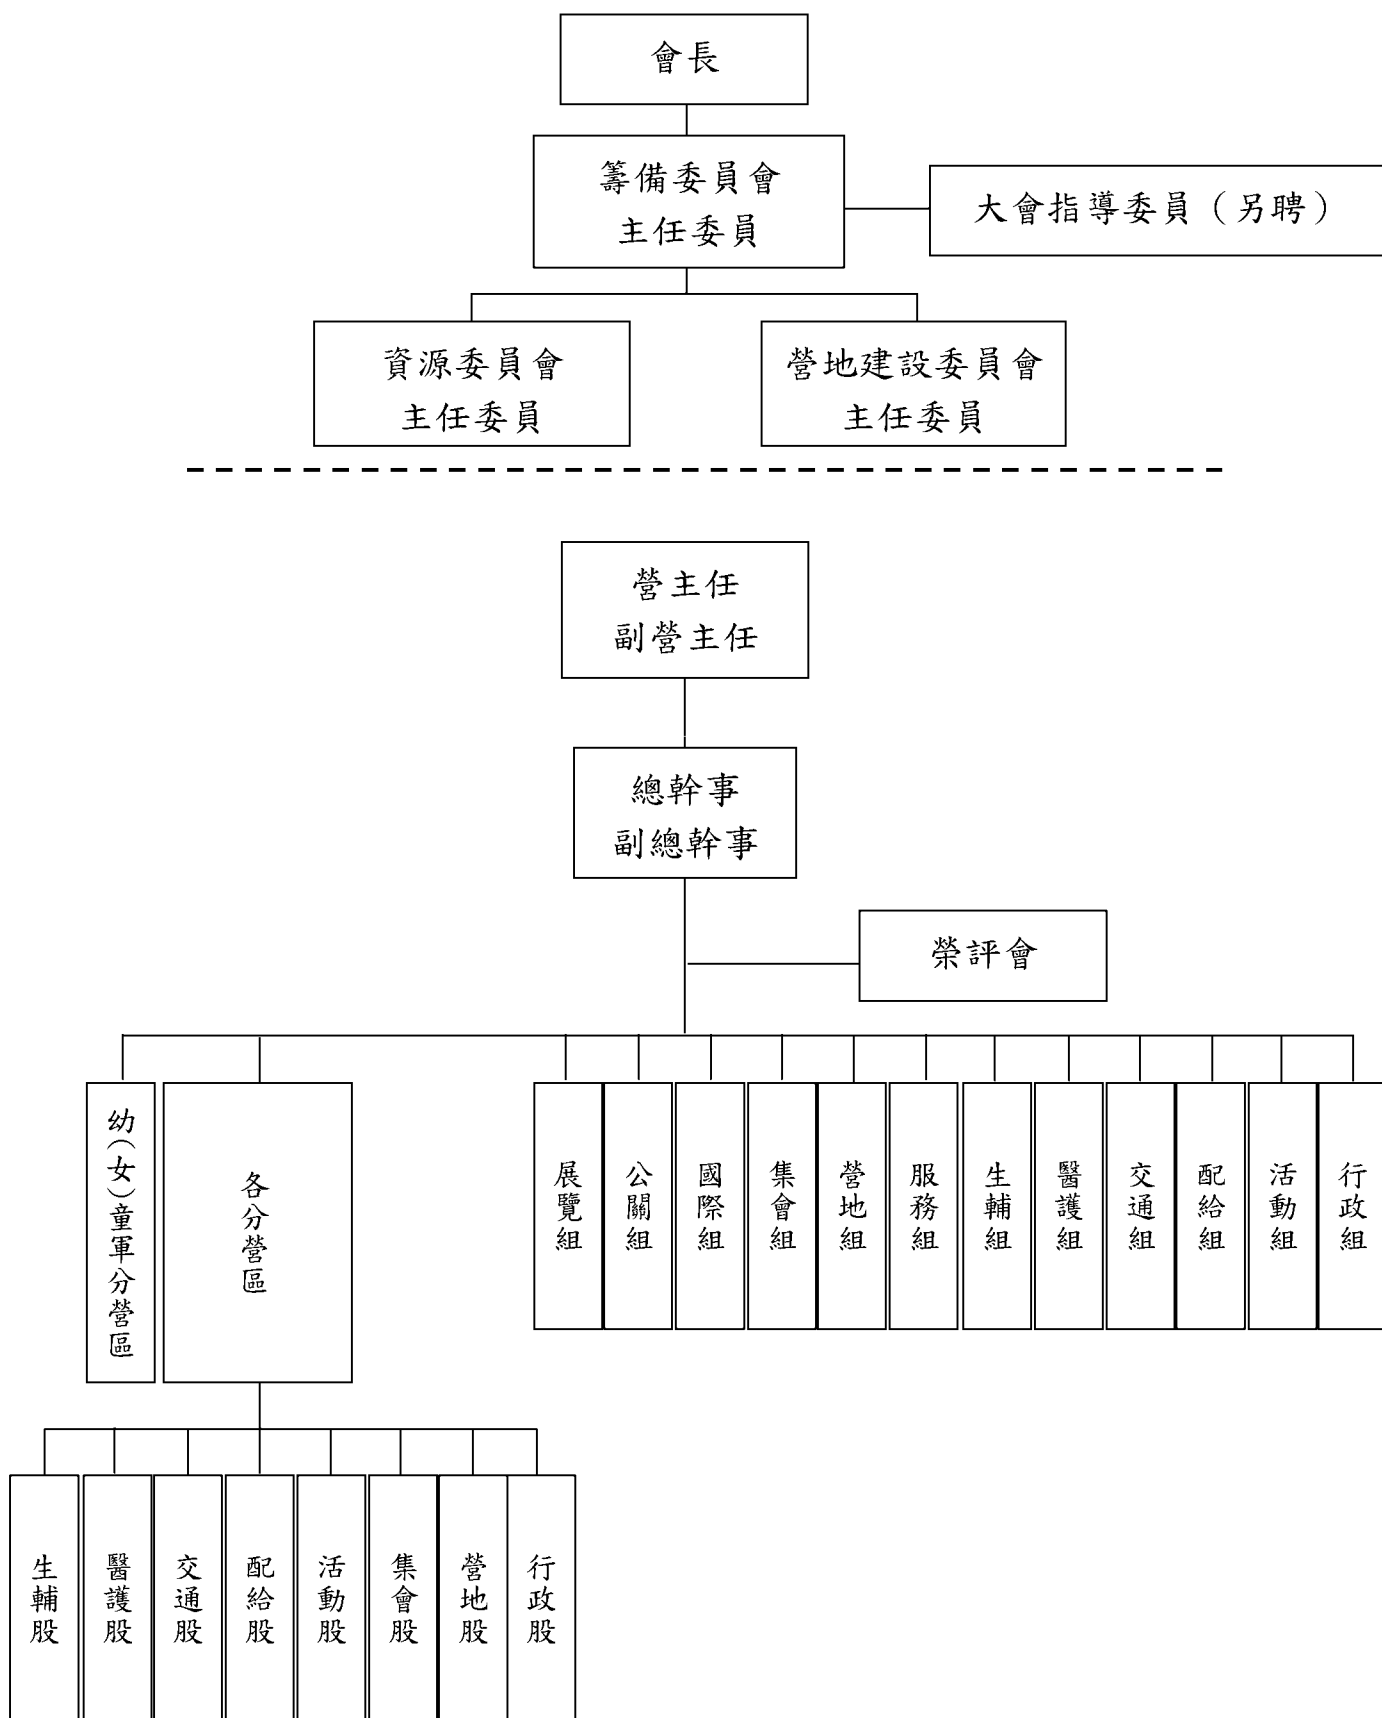 會長
籌備委員會
主任委員
大會指導委員（另聘）
資源委員會
主任委員
營地建設委員會
主任委員
營主任
副營主任
總幹事
副總幹事
榮評會
幼（女）童軍分營區
各分營區
展覽組
公關組
國際組
集會組
營地組
服務組
生輔組
醫護組
交通組
配給組
活動組
行政組
生輔股
醫護股
交通股
配給股
活動股
集會股
營地股
行政股